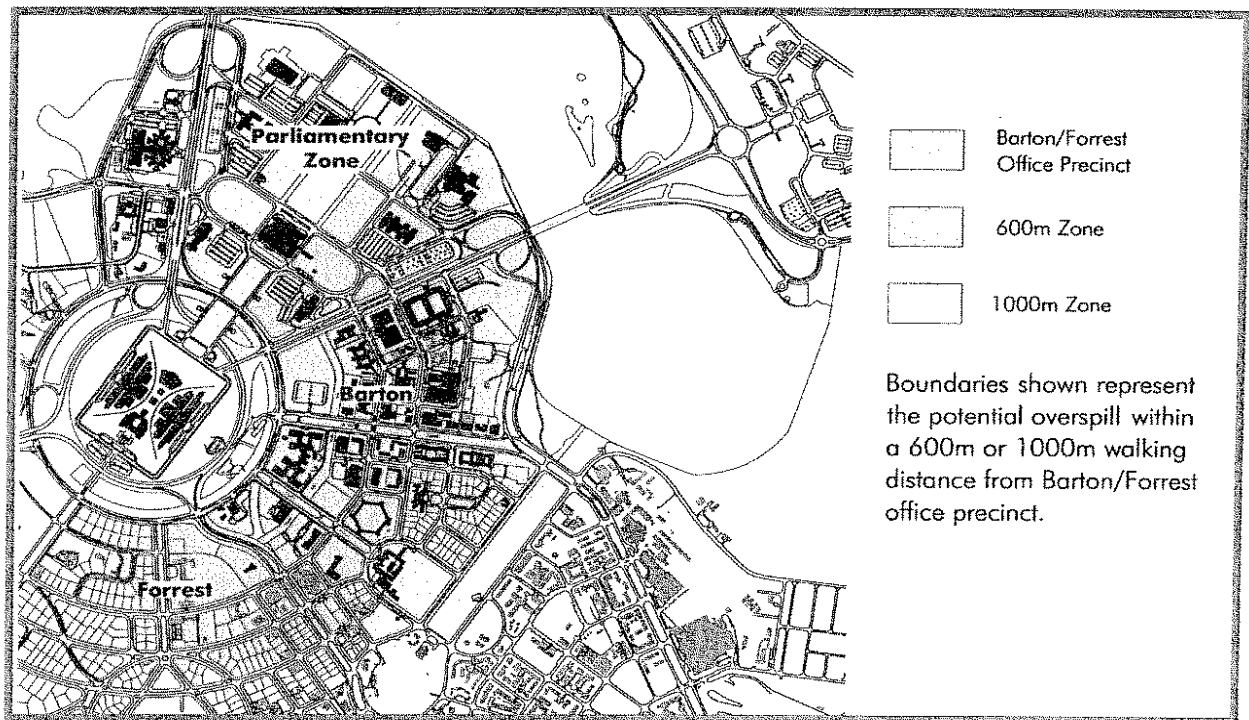 Parliamentary
Zone
Barton
Forrest
Barton/Forrest
Office Precinct
600m Zone
1000m Zone
Boundaries shown represent
the potential overspill within
a 600m or 1000m walking
distance from Barton/Forrest
office precinct.